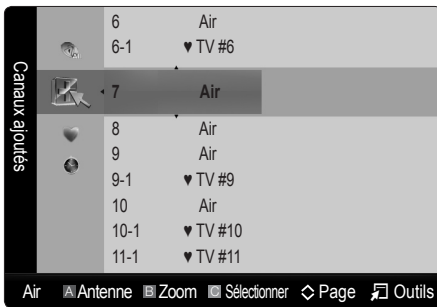 Canaux ajoutés
6 Air
6-1 ♥ TV #6
7 Air
8 Air
9 Air
9-1 ♥ TV #9
10 Air
10-1 ♥ TV #10
11-1 ♥ TV #11
Air A Antenne B Zoom C Sélectionner Page Outils